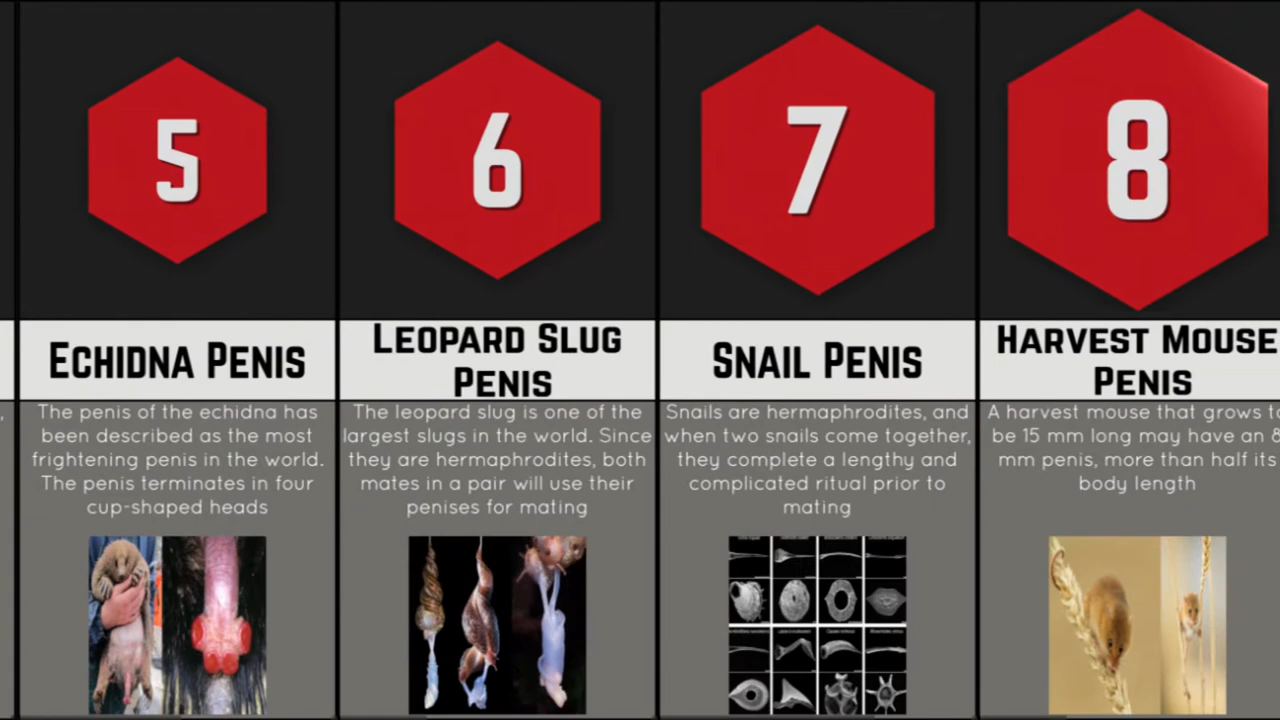 5
Echidna Penis
The penis of the echidna has
been described as the most
frightening penis in the world.
The penis terminates in four
cup-shaped heads
6
Leopard Slug
Penis
The leopard slug is one of the
largest slugs in the world. Since
they are hermaphrodites, both
mates in a pair will use their
penises for mating
7
Snail Penis
Snails are hermaphrodites, and
when two snails come together,
they complete a lengthy and
complicated ritual prior to
mating
8
Harvest Mouse
Penis
A harvest mouse that grows to
be 15 mm long may have an 8
mm penis, more than half its
body length